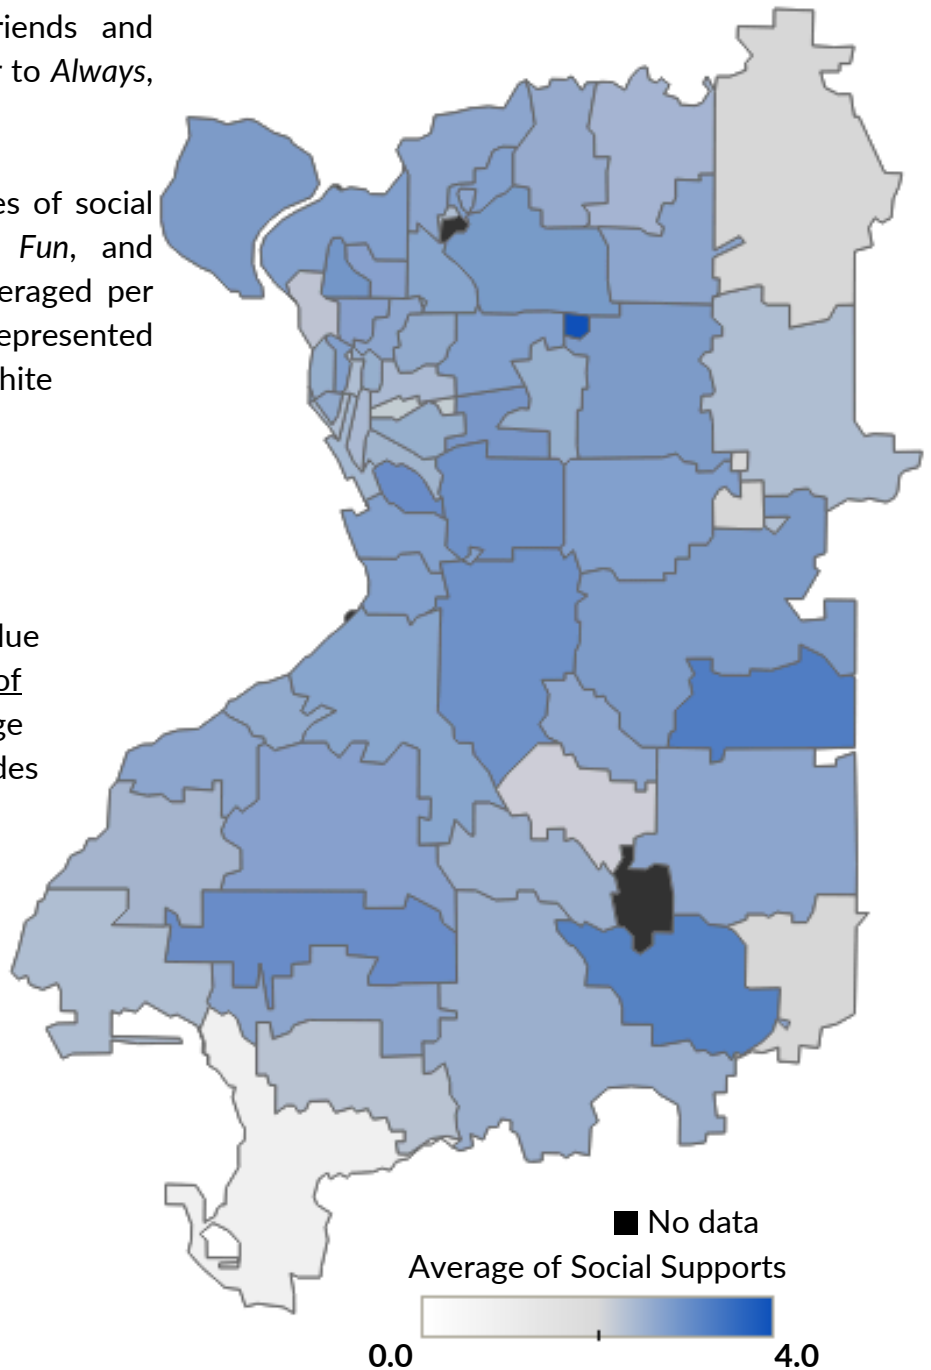 riends and
r to Always,
es of social
Fun, and
eraged per
epresented
hite
lue
of
ge
des
No data
Average of Social Supports
0.0
4.0